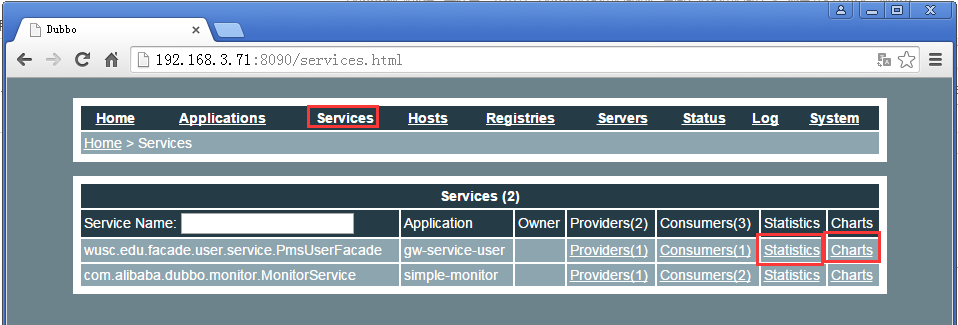 Dubbo
192.168.3.71:8090/services.html
Home Applications Services Hosts Registries Servers Status Log System
Home > Services
Services (2)
Service Name: Application Owner Providers(2) Consumers(3) Statistics Charts
wusc.edu.facade.user.service.PmsUserFacade gw-service-user Providers(1) Consumers(1) Statistics Charts
com.alibaba.dubbo.monitor.MonitorService simple-monitor Providers(1) Consumers(2) Statistics Charts